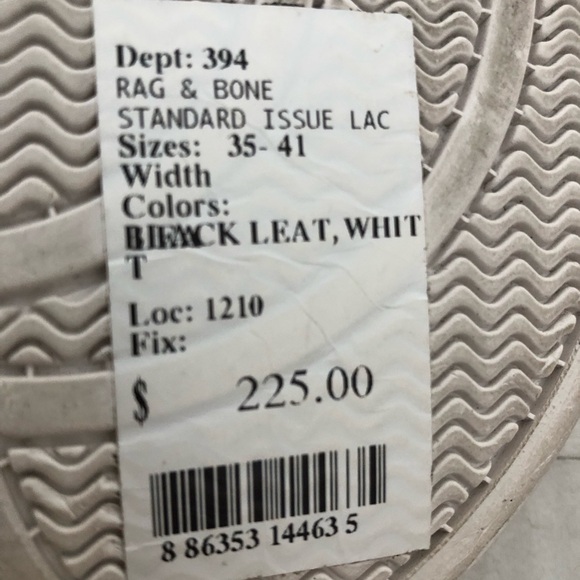 Dept: 394
RAG & BONE
STANDARD ISSUE LAC
Sizes: 35-41
Width
Colors:
BLACK LEAT, WHIT
T
Loc: 1210
Fix:
$ 225.00
8 86353 14463 5